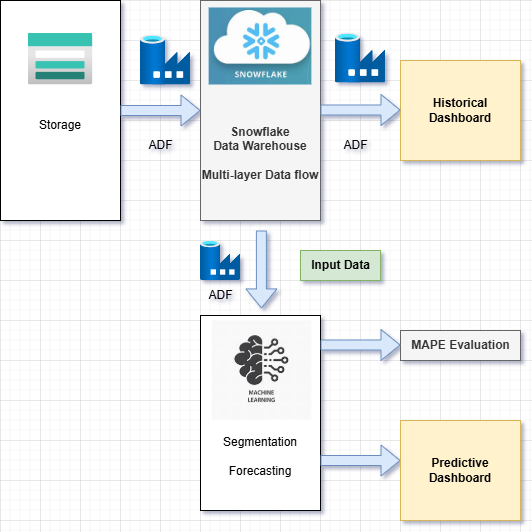 SNOWFLAKE
Storage
ADF
Snowflake
Data Warehouse
Multi-layer Data flow
ADF
Historical
Dashboard
ADF
Input Data
MACHINE
LEARNING
Segmentation
Forecasting
MAPE Evaluation
Predictive
Dashboard